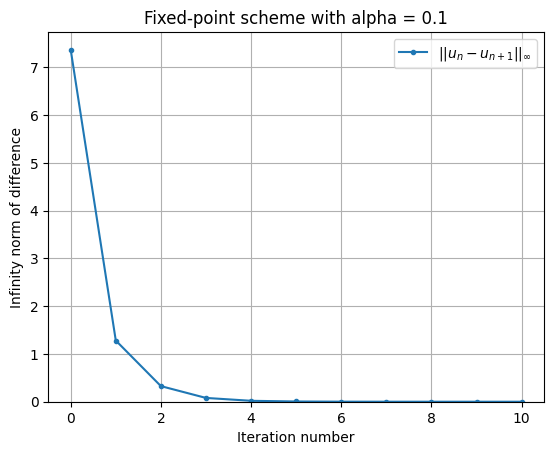 Fixed-point scheme with alpha = 0.1
||u_n − u_{n+1}||_∞
Infinity norm of difference
7
6
5
4
3
2
1
0
0 2 4 6 8 10
Iteration number